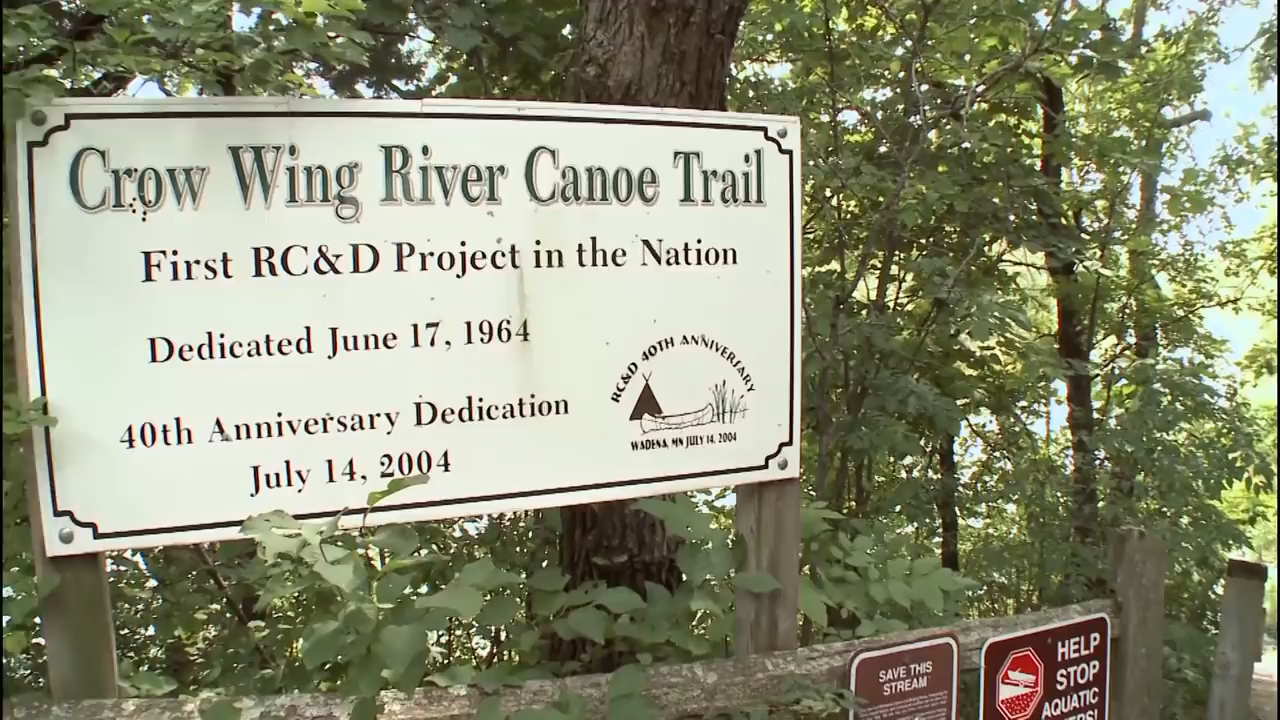 Crow Wing River Canoe Trail
First RC&D Project in the Nation
Dedicated June 17, 1964
40th Anniversary Dedication
July 14, 2004
RC&D 40TH ANNIVERSARY
WADENA, MN JULY 14, 2004
SAVE THIS
STREAM
HELP
STOP
AQUATIC